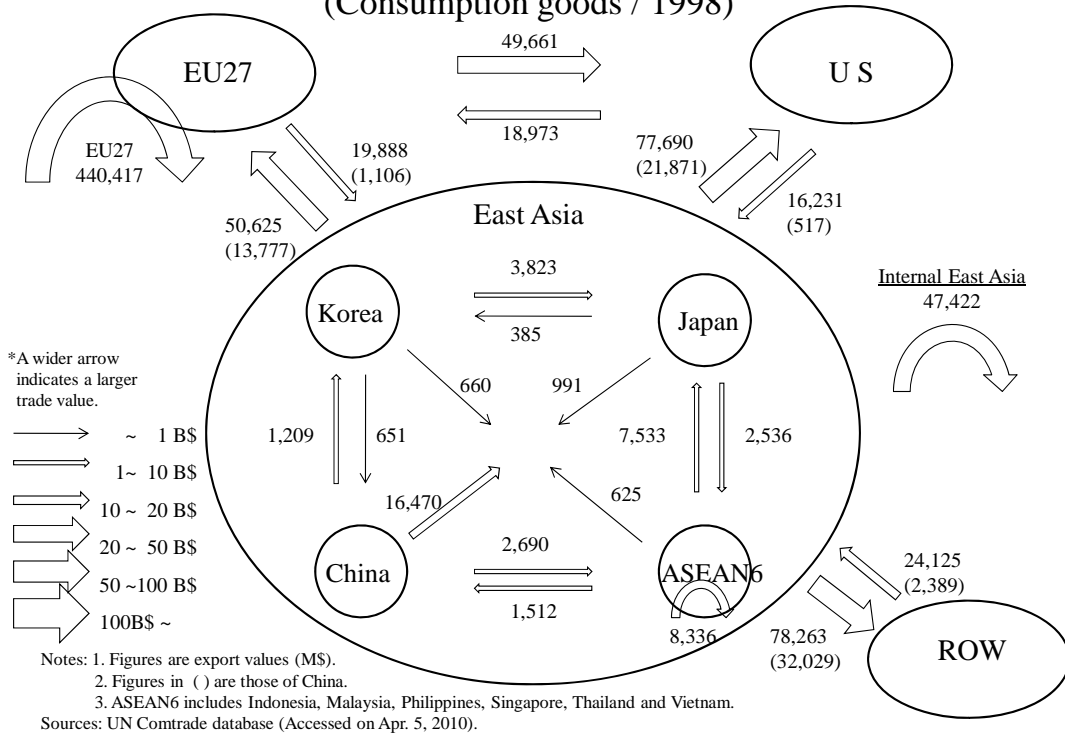 (Consumption goods / 1998)
49,661
EU27
U S
18,973
EU27
440,417
19,888
(1,106)
77,690
(21,871)
16,231
(517)
50,625
(13,777)
East Asia
3,823
Internal East Asia
47,422
Korea
Japan
385
*A wider arrow
indicates a larger
trade value.
660
991
~ 1 B$
1~ 10 B$
10 ~ 20 B$
20 ~ 50 B$
50 ~100 B$
100B$ ~
1,209
651
7,533
2,536
16,470
625
2,690
China
ASEAN6
1,512
8,336
24,125
(2,389)
78,263
(32,029)
ROW
Notes: 1. Figures are export values (M$).
2. Figures in ( ) are those of China.
3. ASEAN6 includes Indonesia, Malaysia, Philippines, Singapore, Thailand and Vietnam.
Sources: UN Comtrade database (Accessed on Apr. 5, 2010).